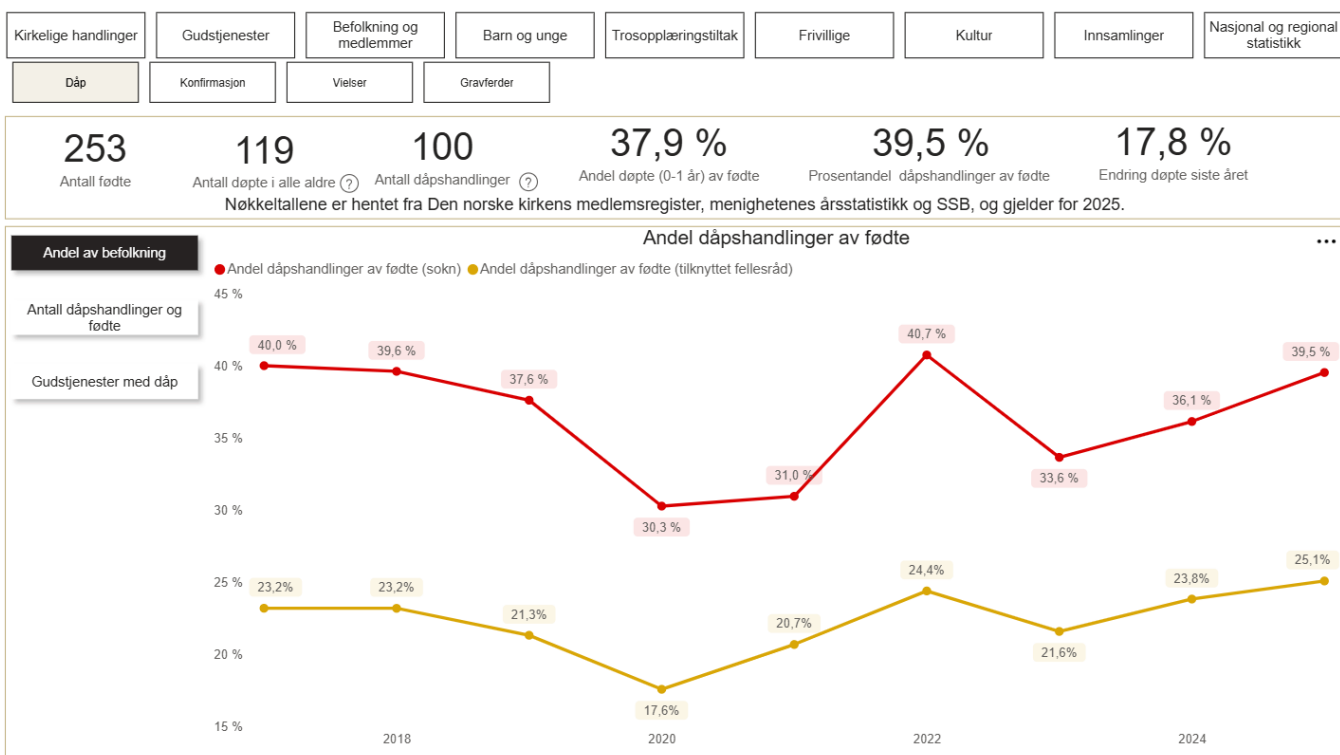 Kirkelige handlinger
Gudstjenester
Befolkning og
medlemmer
Barn og unge
Trosopplæringstiltak
Frivillige
Kultur
Innsamlinger
Nasjonal og regional
statistikk
Dåp
Konfirmasjon
Vielser
Gravferder
253
Antall fødte
119
Antall døpte i alle aldre ?
100
Antall dåpshandlinger ?
37,9 %
Andel døpte (0-1 år) av fødte
39,5 %
Prosentandel dåpshandlinger av fødte
17,8 %
Endring døpte siste året
Nøkkeltallene er hentet fra Den norske kirkens medlemsregister, menighetenes årsstatistikk og SSB, og gjelder for 2025.
Andel av befolkning
Antall dåpshandlinger og
fødte
Gudstjenester med dåp
Andel dåpshandlinger av fødte
...
Andel dåpshandlinger av fødte (sokn) Andel dåpshandlinger av fødte (tilknyttet fellesråd)
45 %
40 %
35 %
30 %
25 %
20 %
15 %
40,0 %
39,6 %
37,6 %
30,3 %
31,0 %
40,7 %
33,6 %
36,1 %
39,5 %
23,2%
23,2%
21,3%
17,6%
20,7%
24,4%
21,6%
23,8%
25,1%
2018
2020
2022
2024